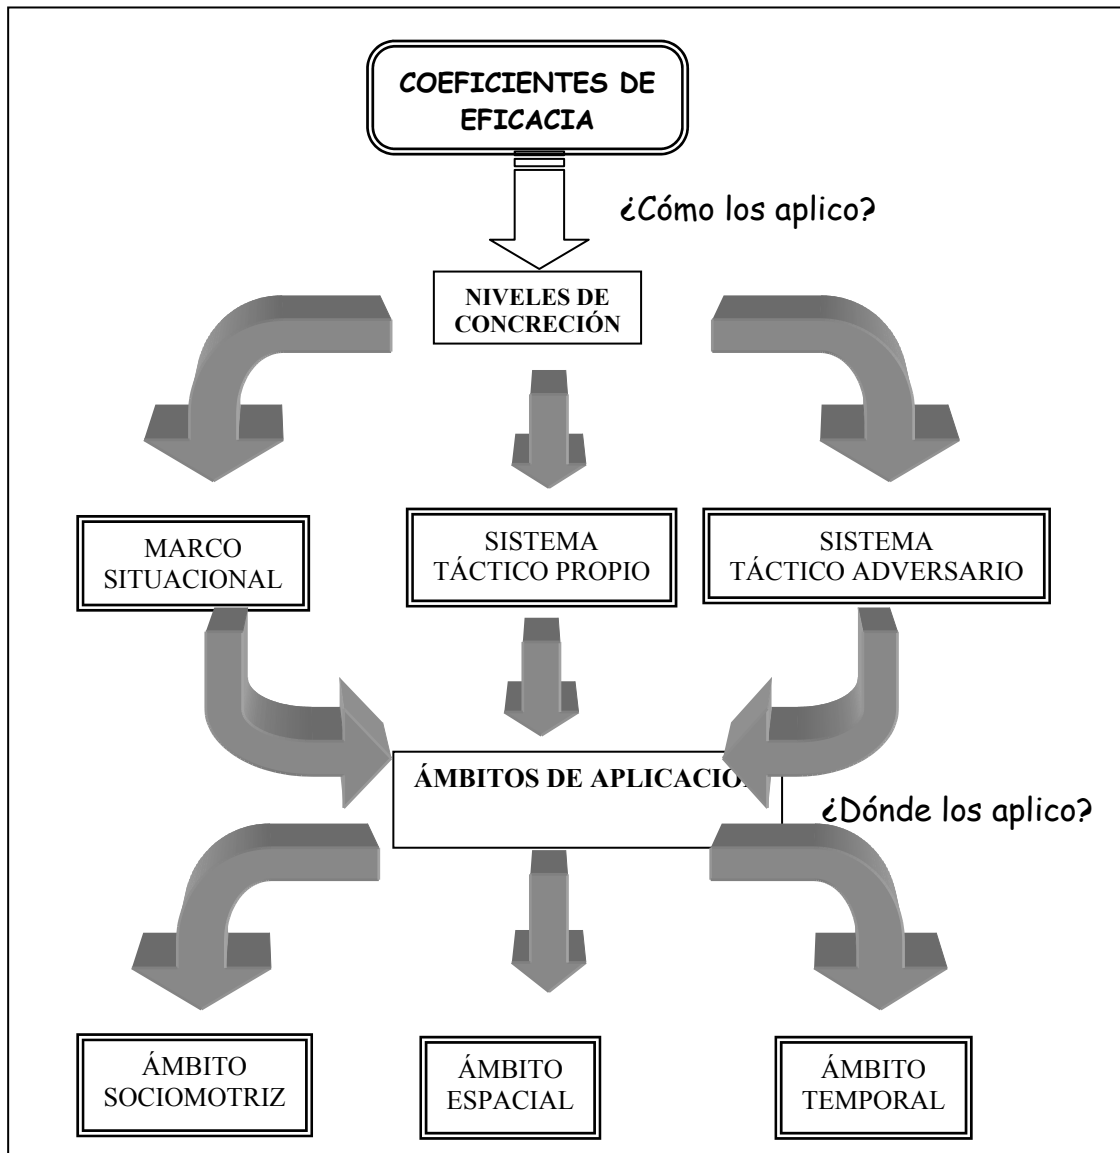 COEFICIENTES DE
EFICACIA
¿Cómo los aplico?
NIVELES DE
CONCRECIÓN
MARCO
SITUACIONAL
SISTEMA
TÁCTICO PROPIO
SISTEMA
TÁCTICO ADVERSARIO
ÁMBITOS DE APLICACIÓN
¿Dónde los aplico?
ÁMBITO
SOCIOMOTRIZ
ÁMBITO
ESPACIAL
ÁMBITO
TEMPORAL